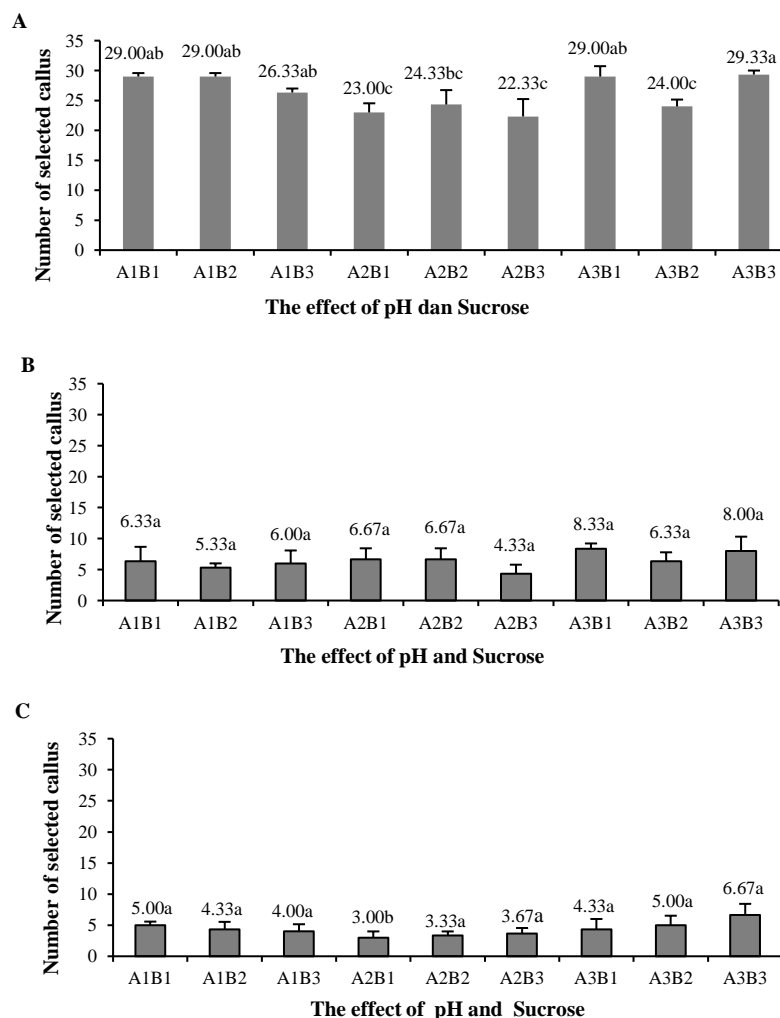 A
Number of selected callus
35
30
25
20
15
10
5
0
29.00ab 29.00ab 26.33ab 23.00c 24.33bc 22.33c 29.00ab 24.00c 29.33a
A1B1 A1B2 A1B3 A2B1 A2B2 A2B3 A3B1 A3B2 A3B3
The effect of pH dan Sucrose
B
Number of selected callus
35
30
25
20
15
10
5
0
6.33a 5.33a 6.00a 6.67a 6.67a 4.33a 8.33a 6.33a 8.00a
A1B1 A1B2 A1B3 A2B1 A2B2 A2B3 A3B1 A3B2 A3B3
The effect of pH and Sucrose
C
Number of selected callus
35
30
25
20
15
10
5
0
5.00a 4.33a 4.00a 3.00b 3.33a 3.67a 4.33a 5.00a 6.67a
A1B1 A1B2 A1B3 A2B1 A2B2 A2B3 A3B1 A3B2 A3B3
The effect of pH and Sucrose